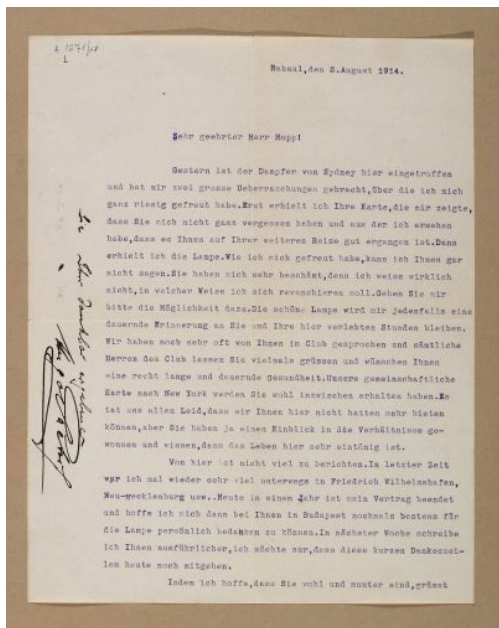 Rabaul,den 2.August 1914.
Sehr geehrter Herr Hopp!
Gestern ist der Dampfer von Sydney hier eingetroffen
und hat mir zwei grosse Ueberraschungen gebracht,über die ich mich
ganz riesig gefreut habe.Erst erhielt ich Ihre Karte,die mir zeigte,
dass Sie mich nicht ganz vergessen haben und aus der ich ersehen
habe,dass es Ihnen auf Ihrer weiteren Reise gut ergangen ist.Dann
erhielt ich die Lampe.Wie ich mich gefreut habe,kann ich Ihnen gar
nicht sagen.Sie haben mich sehr beschämt,denn ich weiss wirklich
nicht,in welcher Weise ich mich revanchieren soll.Geben Sie mir
bitte die Möglichkeit dazu.Die schöne Lampe wird mir jedenfalls eine
dauernde Erinnerung an Sie und Ihre hier verlebten Stunden bleiben.
Wir haben noch sehr oft von Ihnen im Club gesprochen und sämtliche
Herren des Club lassen Sie vielmals grüssen und wünschen Ihnen
eine recht lange und dauernde Gesundheit.Unsere gemeinschaftliche
Karte nach New York werden Sie wohl inzwischen erhalten haben.Es
tat uns allen Leid,dass wir Ihnen hier nicht hatten mehr bieten
können,aber Sie haben ja einen Einblick in die Verhältnisse ge-
wonnen und wissen,dass das Leben hier sehr eintönig ist.
Von hier ist nicht viel zu berichten.In letzter Zeit
war ich mal wieder sehr viel unterwegs in Friedrich Wilhelmshafen,
Neu-Mecklenburg usw..Heute in einem Jahr ist mein Vertrag beendet
und hoffe ich mich dann bei Ihnen in Budapest nochmals bestens für
die Lampe persönlich bedanken zu können.In nächster Woche schreibe
ich Ihnen ausführlicher,ich möchte nur,dass diese kurzen Dankeszei-
len heute noch mitgehen.
Indem ich hoffe,dass Sie wohl und munter sind,grüsst